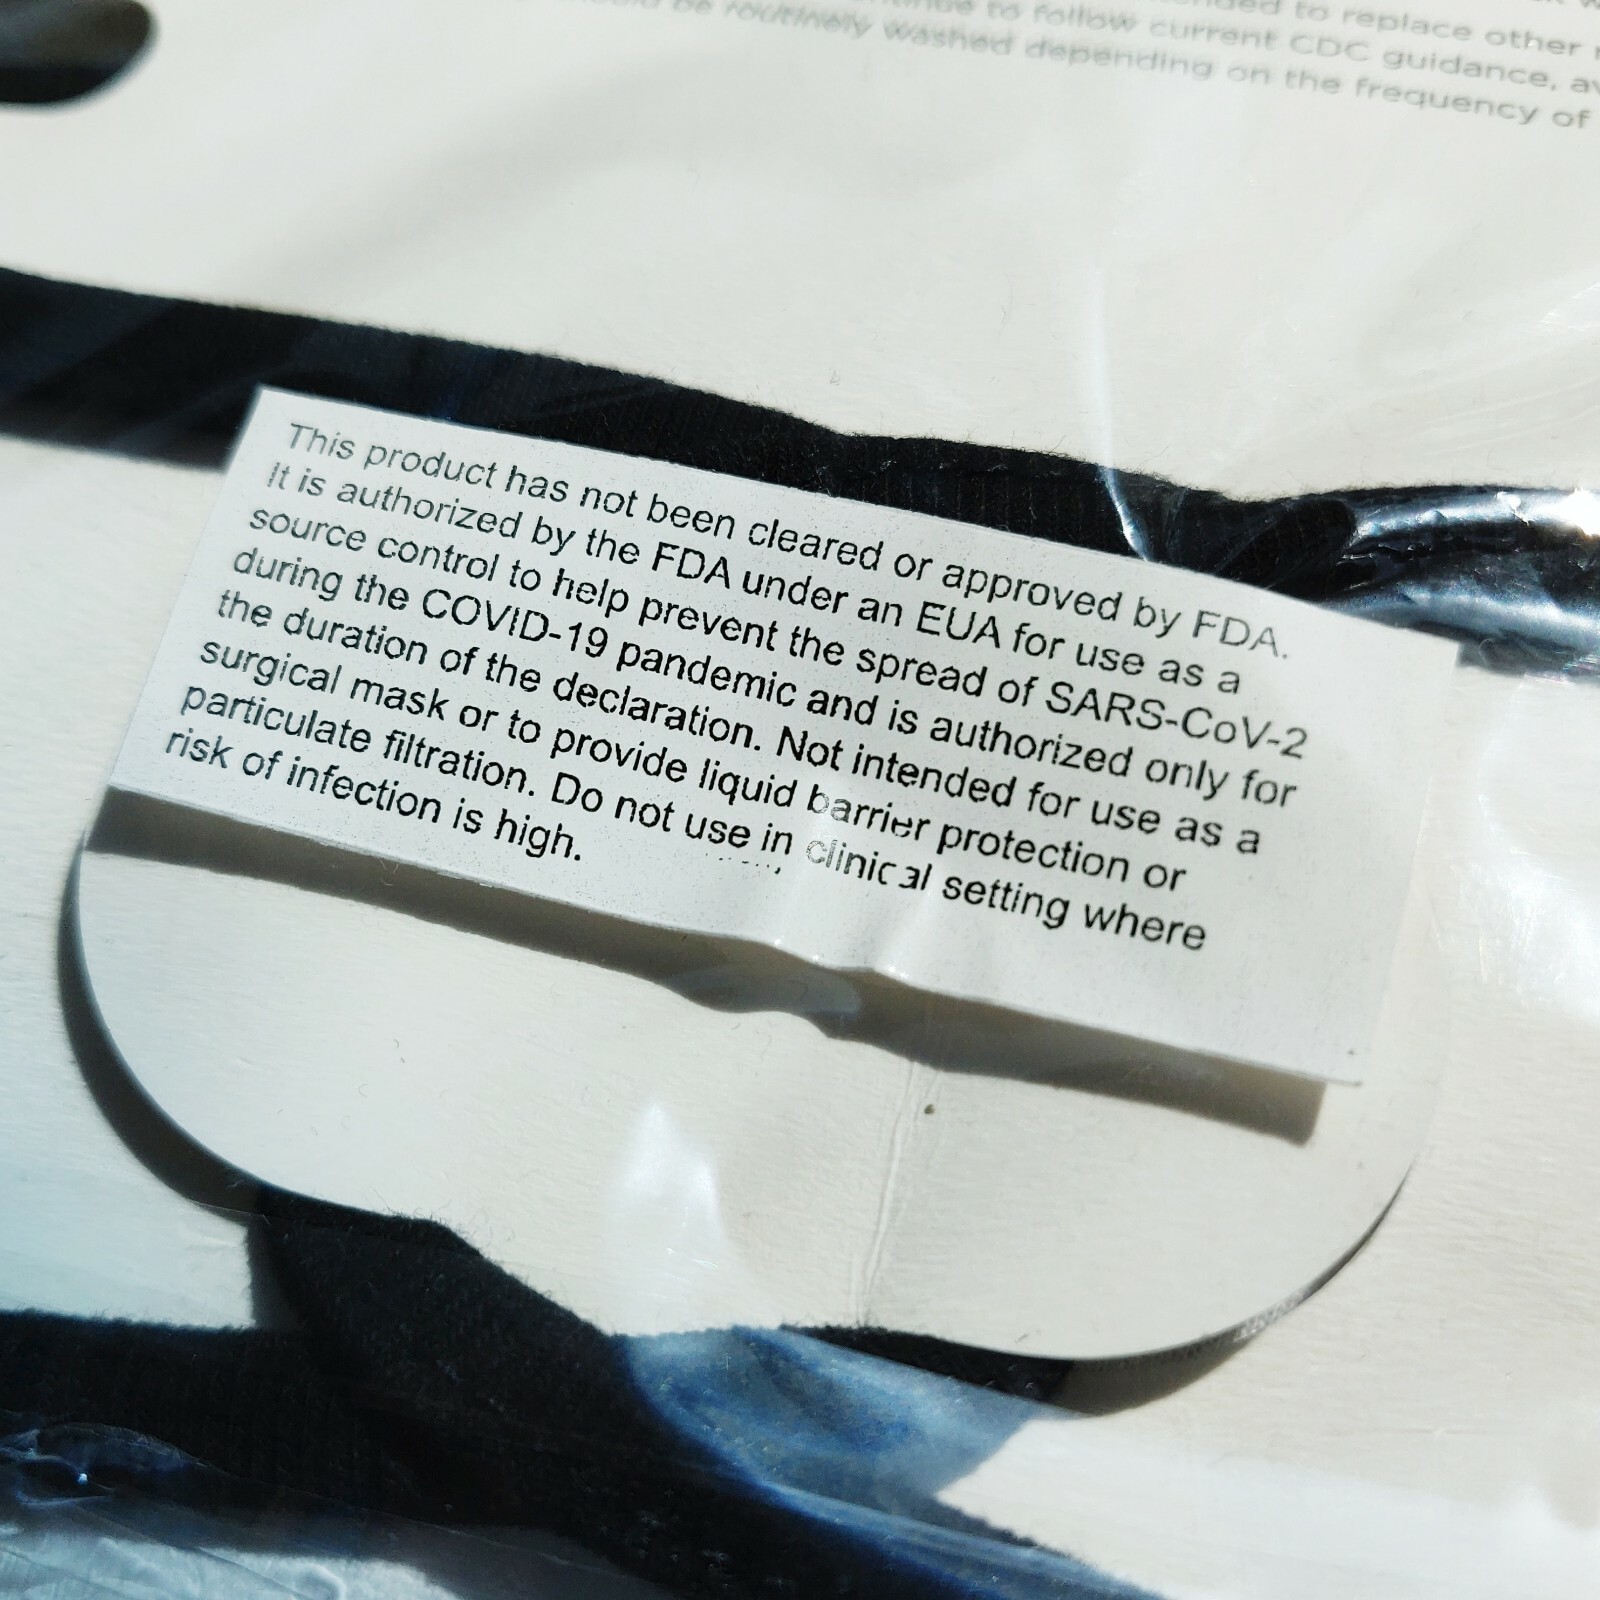 to replace other
to follow current CDC guidance,
be routinely washed depending on the frequency of
This product has not been cleared or approved by FDA.
It is authorized by the FDA under an EUA for use as a
source control to help prevent the spread of SARS-CoV-2
during the COVID-19 pandemic and is authorized only for
the duration of the declaration. Not intended for use as a
surgical mask or to provide liquid barrier protection or
particulate filtration. Do not use in clinical setting where
risk of infection is high.